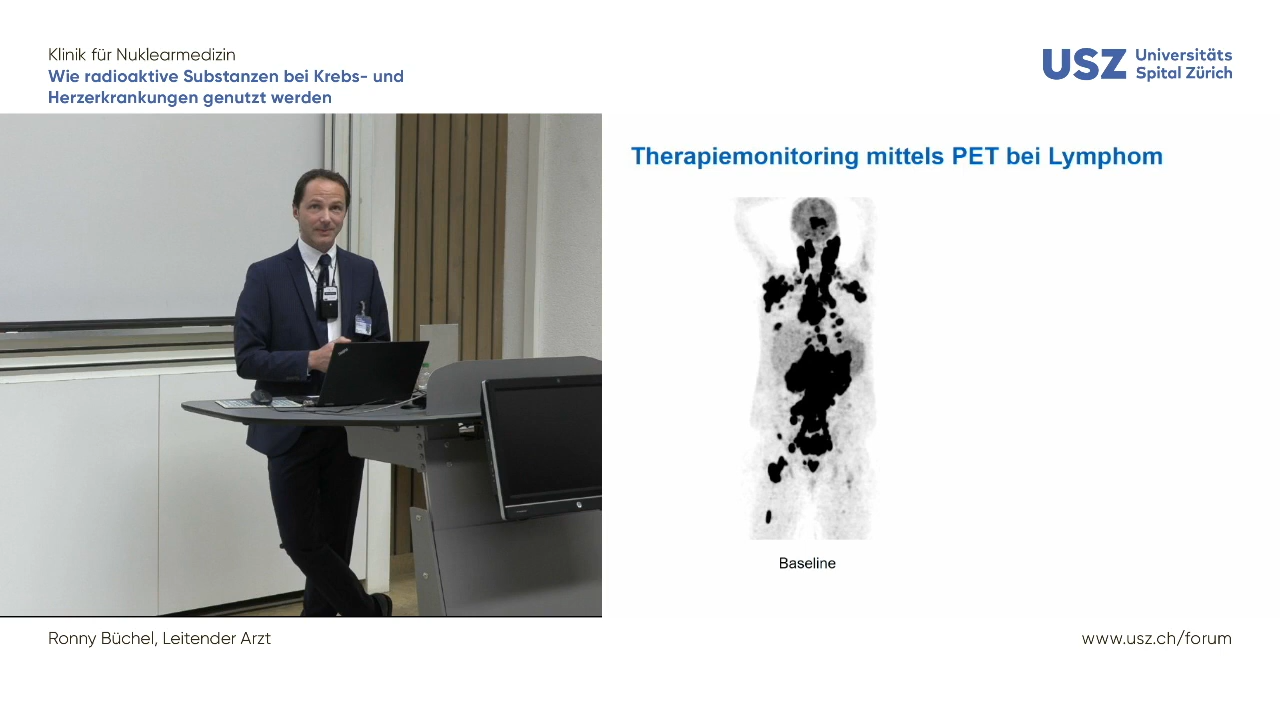 Klinik für Nuklearmedizin
Wie radioaktive Substanzen bei Krebs- und
Herzerkrankungen genutzt werden
USZ Universitäts
Spital Zürich
Therapiemonitoring mittels PET bei Lymphom
Baseline
Ronny Büchel, Leitender Arzt
www.usz.ch/forum